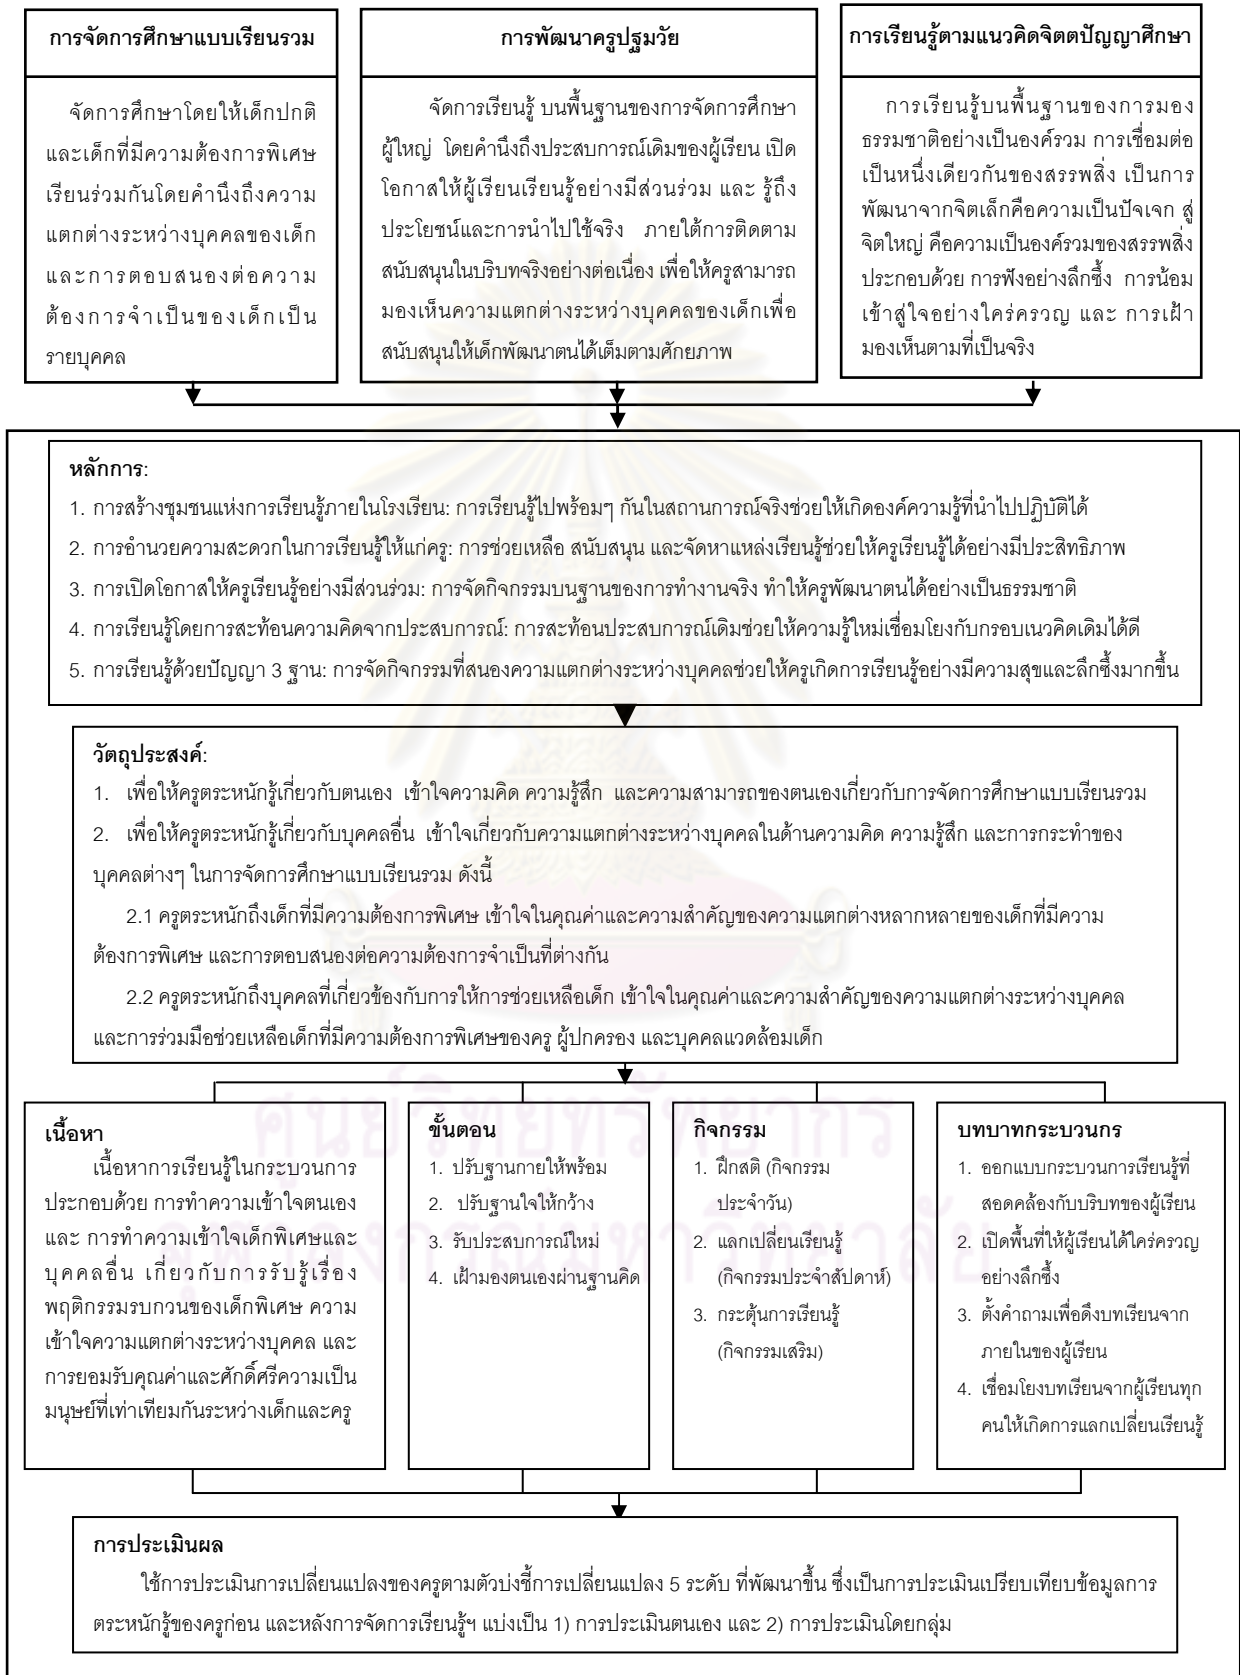 การจัดการศึกษาแบบเรียนรวม
จัดการศึกษาโดยให้เด็กปกติ
และเด็กที่มีความต้องการพิเศษ
เรียนร่วมกันโดยคำนึงถึงความ
แตกต่างระหว่างบุคคลของเด็ก
และการตอบสนองต่อความ
ต้องการจำเป็นของเด็กเป็น
รายบุคคล
การพัฒนาครูปฐมวัย
จัดการเรียนรู้ บนพื้นฐานของการจัดการศึกษา
ผู้ใหญ่ โดยคำนึงถึงประสบการณ์เดิมของผู้เรียน เปิด
โอกาสให้ผู้เรียนเรียนรู้อย่างมีส่วนร่วม และ รู้ถึง
ประโยชน์และการนำไปใช้จริง ภายใต้การติดตาม
สนับสนุนในบริบทจริงอย่างต่อเนื่อง เพื่อให้ครูสามารถ
มองเห็นความแตกต่างระหว่างบุคคลของเด็กเพื่อ
สนับสนุนให้เด็กพัฒนาตนได้เต็มตามศักยภาพ
การเรียนรู้ตามแนวคิดจิตตปัญญาศึกษา
การเรียนรู้บนพื้นฐานของการมอง
ธรรมชาติอย่างเป็นองค์รวม การเชื่อมต่อ
เป็นหนึ่งเดียวกันของสรรพสิ่ง เป็นการ
พัฒนาจากจิตเล็กคือความเป็นปัจเจก สู่
จิตใหญ่ คือความเป็นองค์รวมของสรรพสิ่ง
ประกอบด้วย การฟังอย่างลึกซึ้ง การน้อม
เข้าสู่ใจอย่างใคร่ครวญ และ การเฝ้า
มองเห็นตามที่เป็นจริง
หลักการ:
1. การสร้างชุมชนแห่งการเรียนรู้ภายในโรงเรียน: การเรียนรู้ไปพร้อมๆ กันในสถานการณ์จริงช่วยให้เกิดองค์ความรู้ที่นำไปปฏิบัติได้
2. การอำนวยความสะดวกในการเรียนรู้ให้แก่ครู: การช่วยเหลือ สนับสนุน และจัดหาแหล่งเรียนรู้ช่วยให้ครูเรียนรู้ได้อย่างมีประสิทธิภาพ
3. การเปิดโอกาสให้ครูเรียนรู้อย่างมีส่วนร่วม: การจัดกิจกรรมบนฐานของการทำงานจริง ทำให้ครูพัฒนาตนได้อย่างเป็นธรรมชาติ
4. การเรียนรู้โดยการสะท้อนความคิดจากประสบการณ์: การสะท้อนประสบการณ์เดิมช่วยให้ความรู้ใหม่เชื่อมโยงกับกรอบแนวคิดเดิมได้ดี
5. การเรียนรู้ด้วยปัญญา 3 ฐาน: การจัดกิจกรรมที่สนองความแตกต่างระหว่างบุคคลช่วยให้ครูเกิดการเรียนรู้อย่างมีความสุขและลึกซึ้งมากขึ้น
วัตถุประสงค์:
1. เพื่อให้ครูตระหนักรู้เกี่ยวกับตนเอง เข้าใจความคิด ความรู้สึก และความสามารถของตนเองเกี่ยวกับการจัดการศึกษาแบบเรียนรวม
2. เพื่อให้ครูตระหนักรู้เกี่ยวกับบุคคลอื่น เข้าใจเกี่ยวกับความแตกต่างระหว่างบุคคลในด้านความคิด ความรู้สึก และการกระทำของ
บุคคลต่างๆ ในการจัดการศึกษาแบบเรียนรวม ดังนี้
2.1 ครูตระหนักถึงเด็กที่มีความต้องการพิเศษ เข้าใจในคุณค่าและความสำคัญของความแตกต่างหลากหลายของเด็กที่มีความ
ต้องการพิเศษ และการตอบสนองต่อความต้องการจำเป็นที่ต่างกัน
2.2 ครูตระหนักถึงบุคคลที่เกี่ยวข้องกับการให้การช่วยเหลือเด็ก เข้าใจในคุณค่าและความสำคัญของความแตกต่างระหว่างบุคคล
และการร่วมมือช่วยเหลือเด็กที่มีความต้องการพิเศษของครู ผู้ปกครอง และบุคคลแวดล้อมเด็ก
ศูนย์วิทยทรัพยากร
จุฬาลงกรณ์มหาวิทยาลัย
เนื้อหา
เนื้อหาการเรียนรู้ในกระบวนการ
ประกอบด้วย การทำความเข้าใจตนเอง
และ การทำความเข้าใจเด็กพิเศษและ
บุคคลอื่น เกี่ยวกับการรับรู้เรื่อง
พฤติกรรมรบกวนของเด็กพิเศษ ความ
เข้าใจความแตกต่างระหว่างบุคคล และ
การยอมรับคุณค่าและศักดิ์ศรีความเป็น
มนุษย์ที่เท่าเทียมกันระหว่างเด็กและครู
ขั้นตอน
1. ปรับฐานกายให้พร้อม
2. ปรับฐานใจให้กว้าง
3. รับประสบการณ์ใหม่
4. เฝ้ามองตนเองผ่านฐานคิด
กิจกรรม
1. ฝึกสติ (กิจกรรม
ประจำวัน)
2. แลกเปลี่ยนเรียนรู้
(กิจกรรมประจำสัปดาห์)
3. กระตุ้นการเรียนรู้
(กิจกรรมเสริม)
บทบาทกระบวนกร
1. ออกแบบกระบวนการเรียนรู้ที่
สอดคล้องกับบริบทของผู้เรียน
2. เปิดพื้นที่ให้ผู้เรียนได้ใคร่ครวญ
อย่างลึกซึ้ง
3. ตั้งคำถามเพื่อดึงบทเรียนจาก
ภายในของผู้เรียน
4. เชื่อมโยงบทเรียนจากผู้เรียนทุก
คนให้เกิดการแลกเปลี่ยนเรียนรู้
การประเมินผล
ใช้การประเมินการเปลี่ยนแปลงของครูตามตัวบ่งชี้การเปลี่ยนแปลง 5 ระดับ ที่พัฒนาขึ้น ซึ่งเป็นการประเมินเปรียบเทียบข้อมูลการ
ตระหนักรู้ของครูก่อน และหลังการจัดการเรียนรู้ฯ แบ่งเป็น 1) การประเมินตนเอง และ 2) การประเมินโดยกลุ่ม